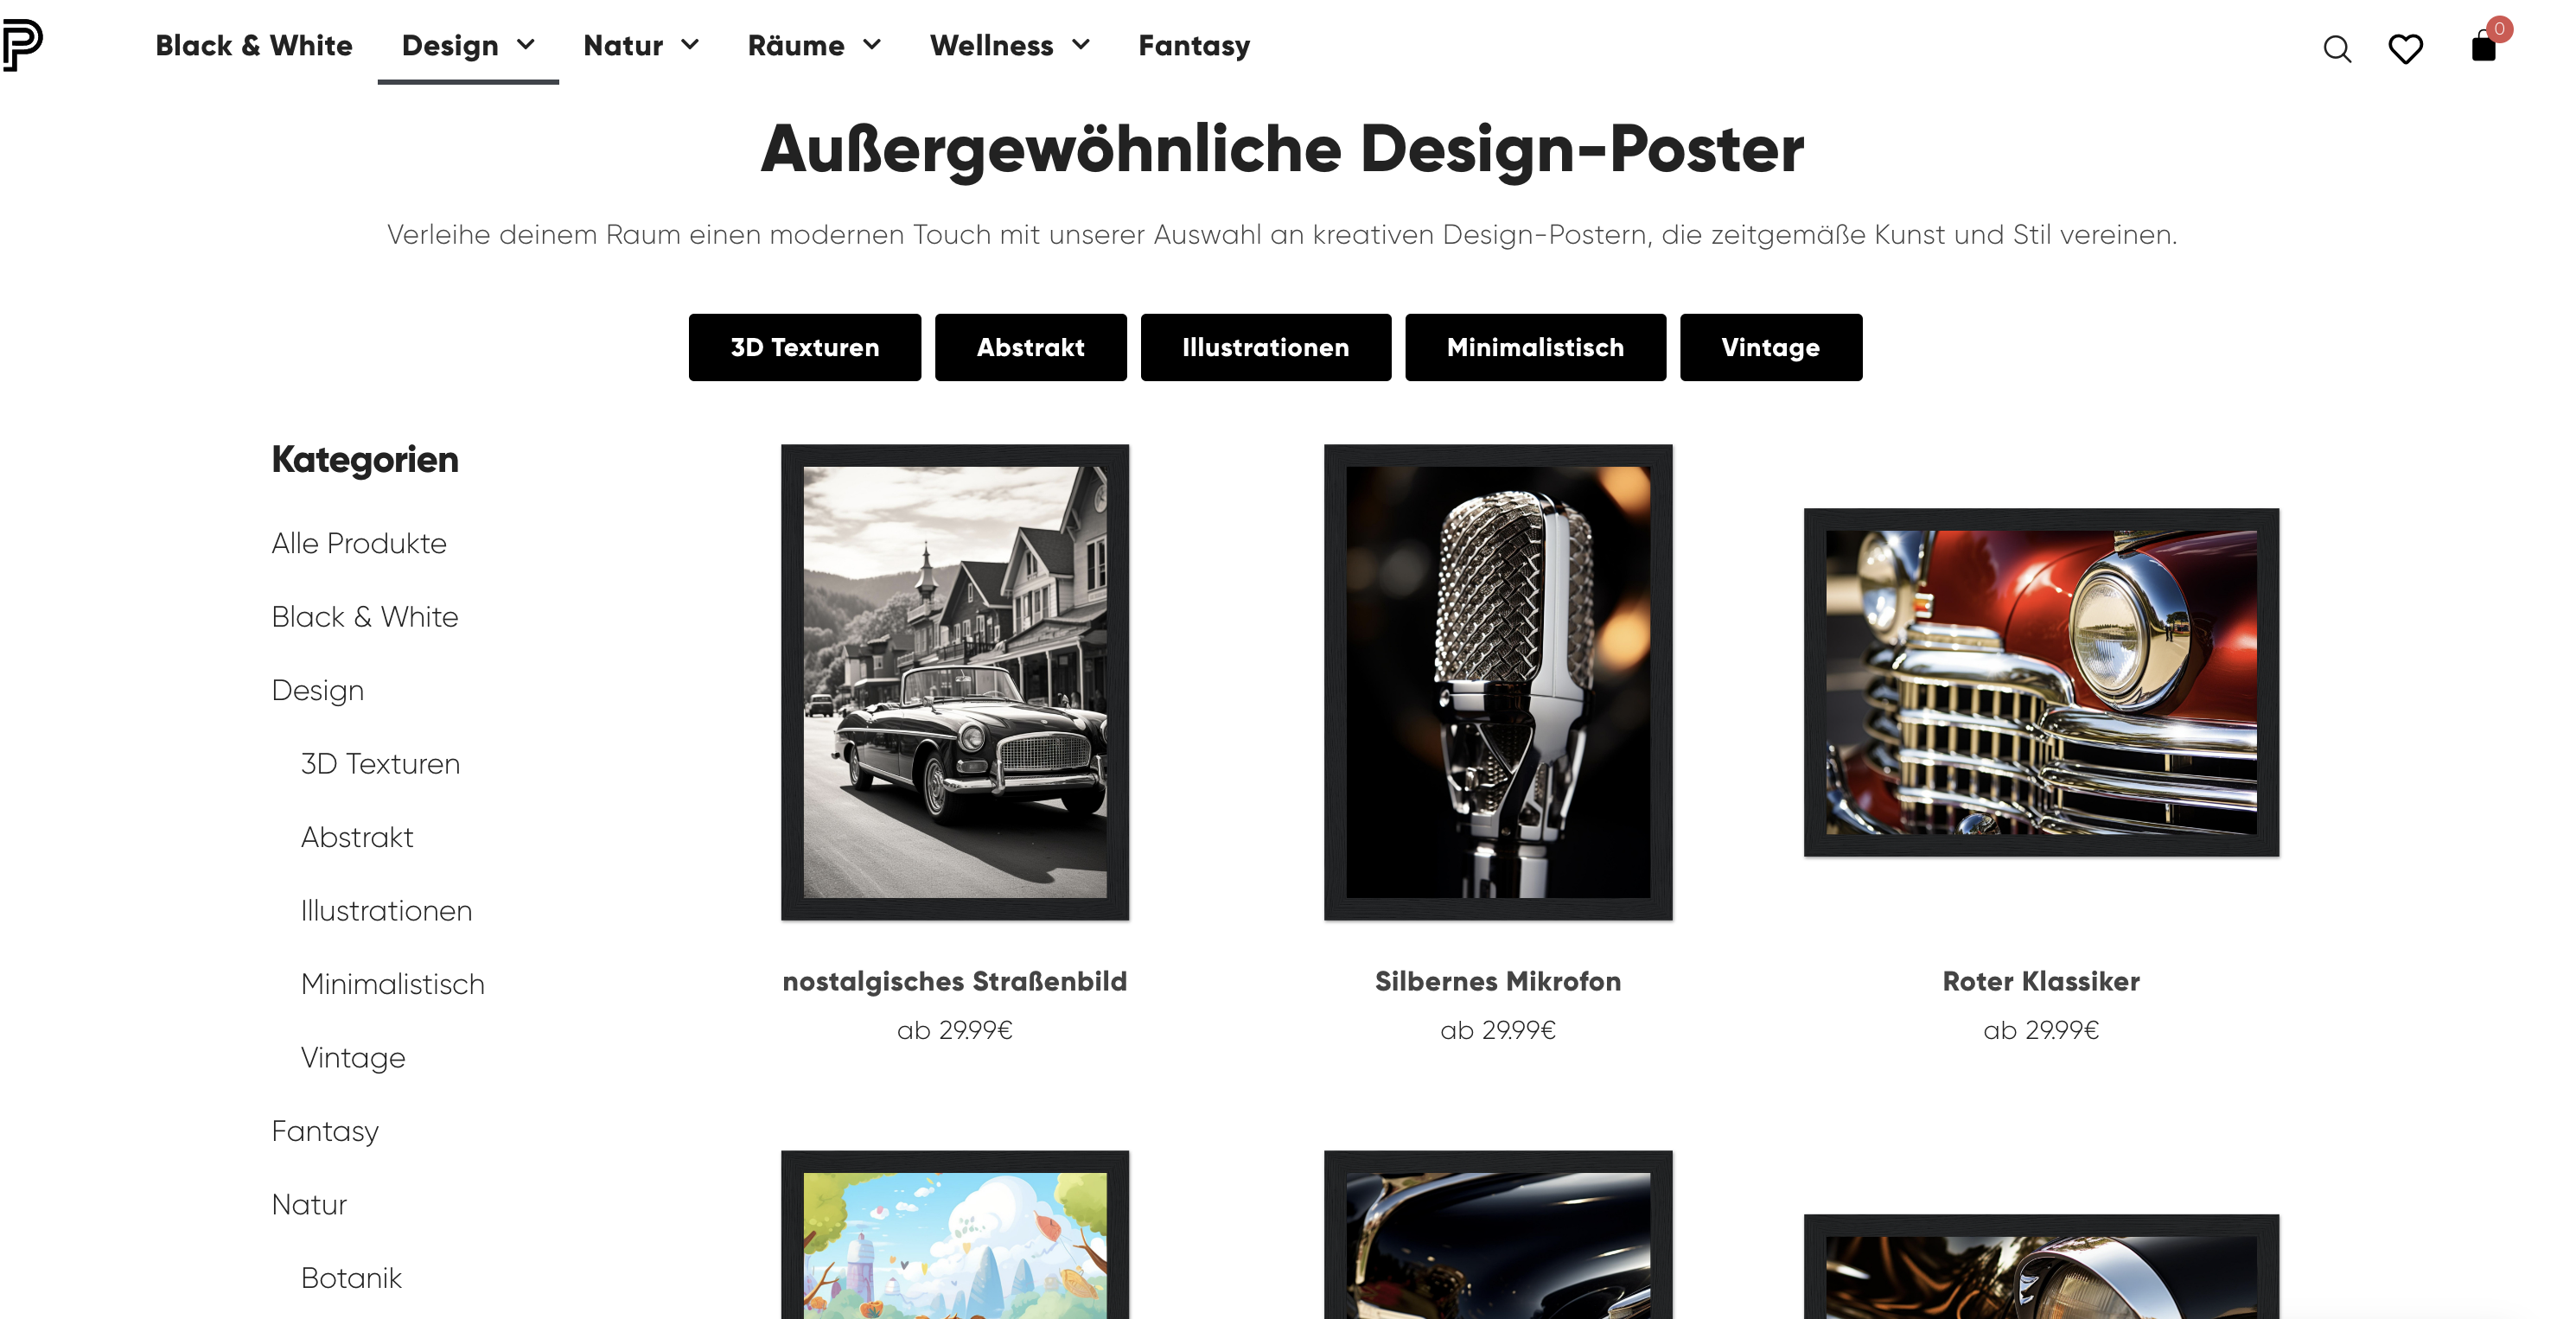 Black & White Design Natur Räume Wellness Fantasy 0
Außergewöhnliche Design-Poster
Verleihe deinem Raum einen modernen Touch mit unserer Auswahl an kreativen Design-Postern, die zeitgemäße Kunst und Stil vereinen.
3D Texturen Abstrakt Illustrationen Minimalistisch Vintage
Kategorien
Alle Produkte
Black & White
Design
3D Texturen
Abstrakt
Illustrationen
Minimalistisch
Vintage
Fantasy
Natur
Botanik
nostalgisches Straßenbild
ab 29.99€
Silbernes Mikrofon
ab 29.99€
Roter Klassiker
ab 29.99€